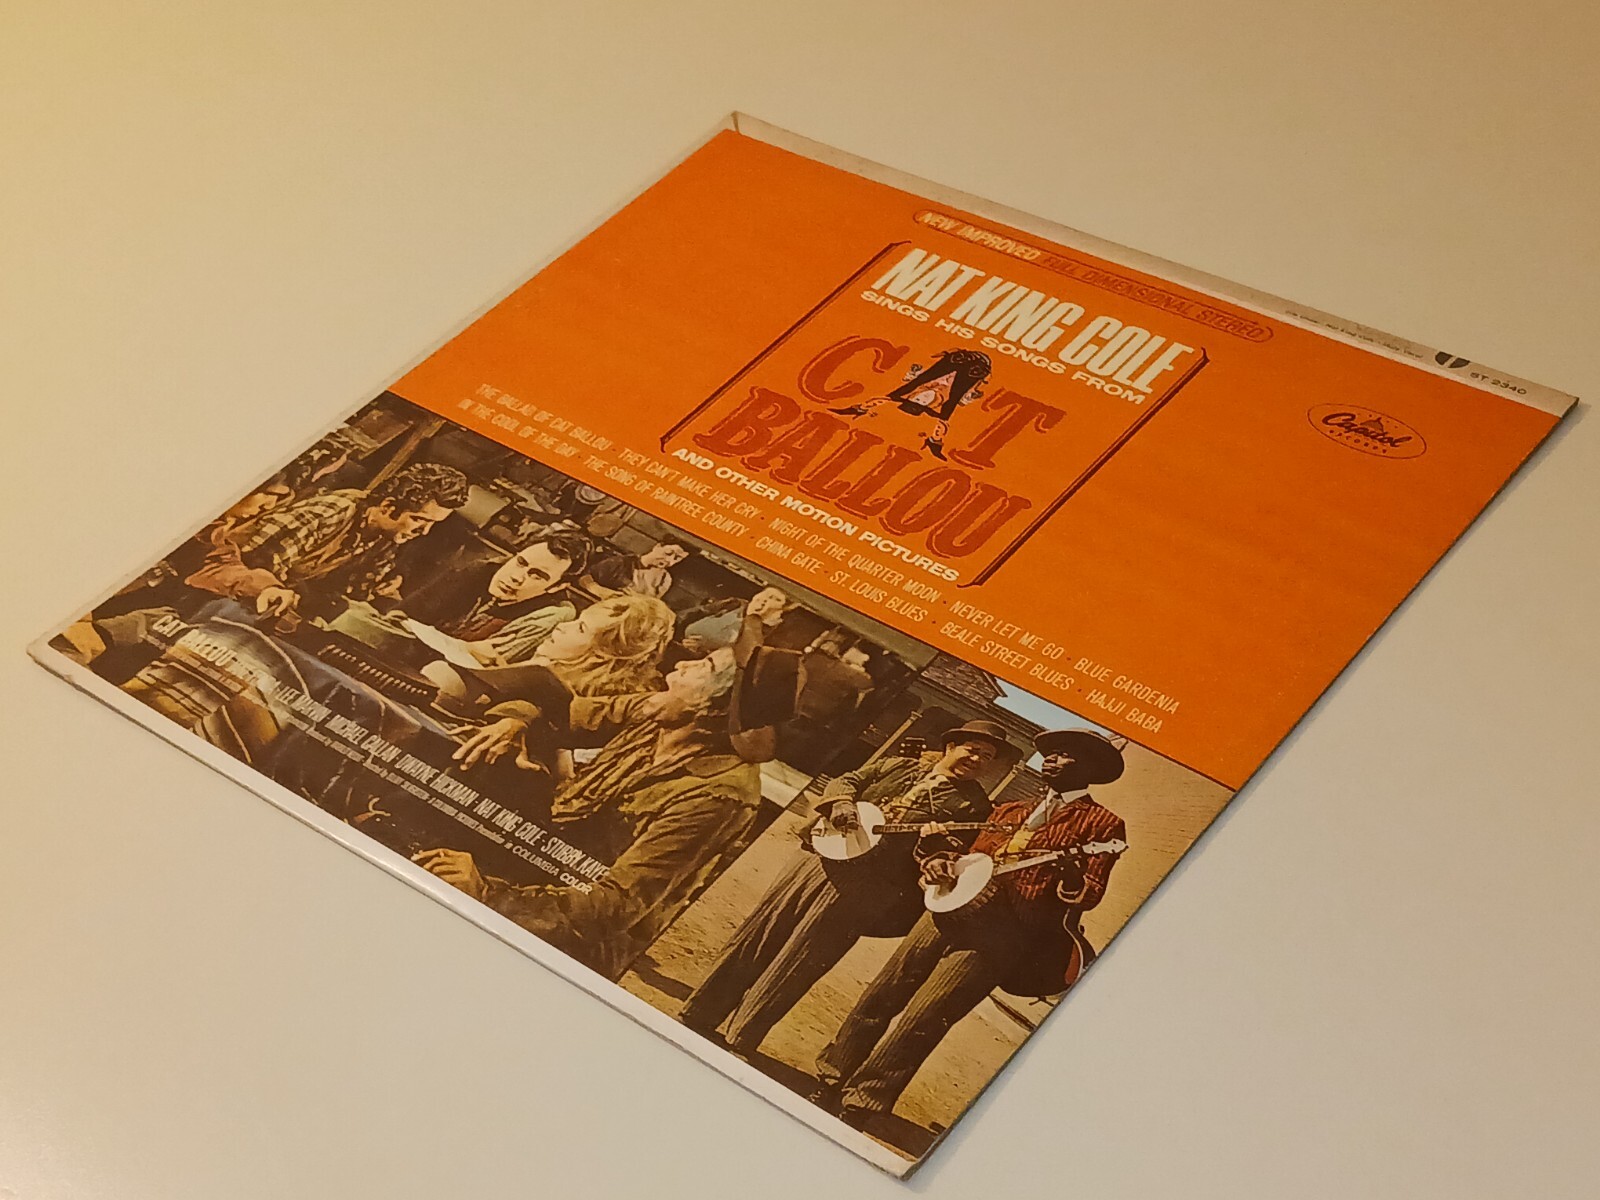 ST 2340
NEW IMPROVED FULL DIMENSIONAL STEREO
NAT KING COLE
SINGS HIS SONGS FROM
CAT
BALLOU
AND OTHER MOTION PICTURES
Capitol
RECORDS
THE BALLAD OF CAT BALLOU · THEY CAN'T MAKE HER CRY · NIGHT OF THE QUARTER MOON · NEVER LET ME GO · BLUE GARDENIA
IN THE COOL OF THE DAY · THE SONG OF RAINTREE COUNTY · CHINA GATE · ST. LOUIS BLUES · BEALE STREET BLUES · HAJJI BABA
CAT BALLOU
LEE MARVIN · MICHAEL CALLAN · DWAYNE HICKMAN · NAT KING COLE · STUBBY KAYE
in COLUMBIA COLOR